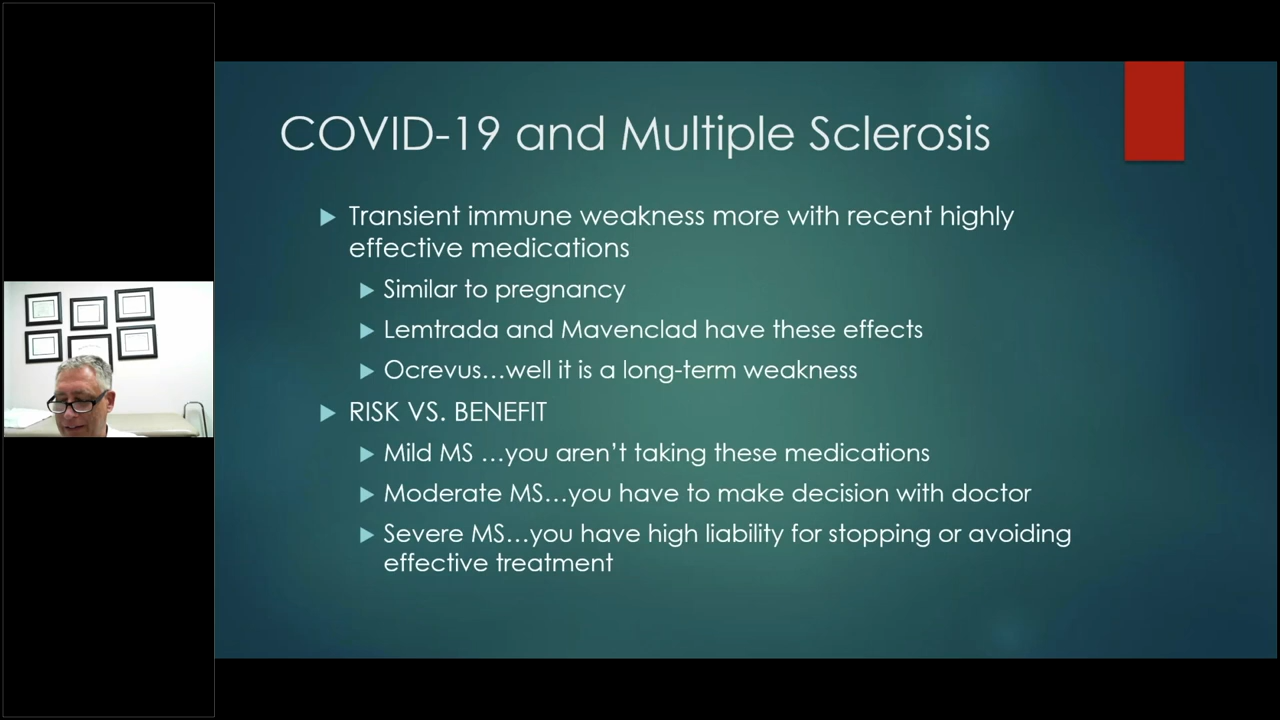 COVID-19 and Multiple Sclerosis
Transient immune weakness more with recent highly
effective medications
Similar to pregnancy
Lemtrada and Mavenclad have these effects
Ocrevus…well it is a long-term weakness
RISK VS. BENEFIT
Mild MS …you aren’t taking these medications
Moderate MS…you have to make decision with doctor
Severe MS…you have high liability for stopping or avoiding
effective treatment